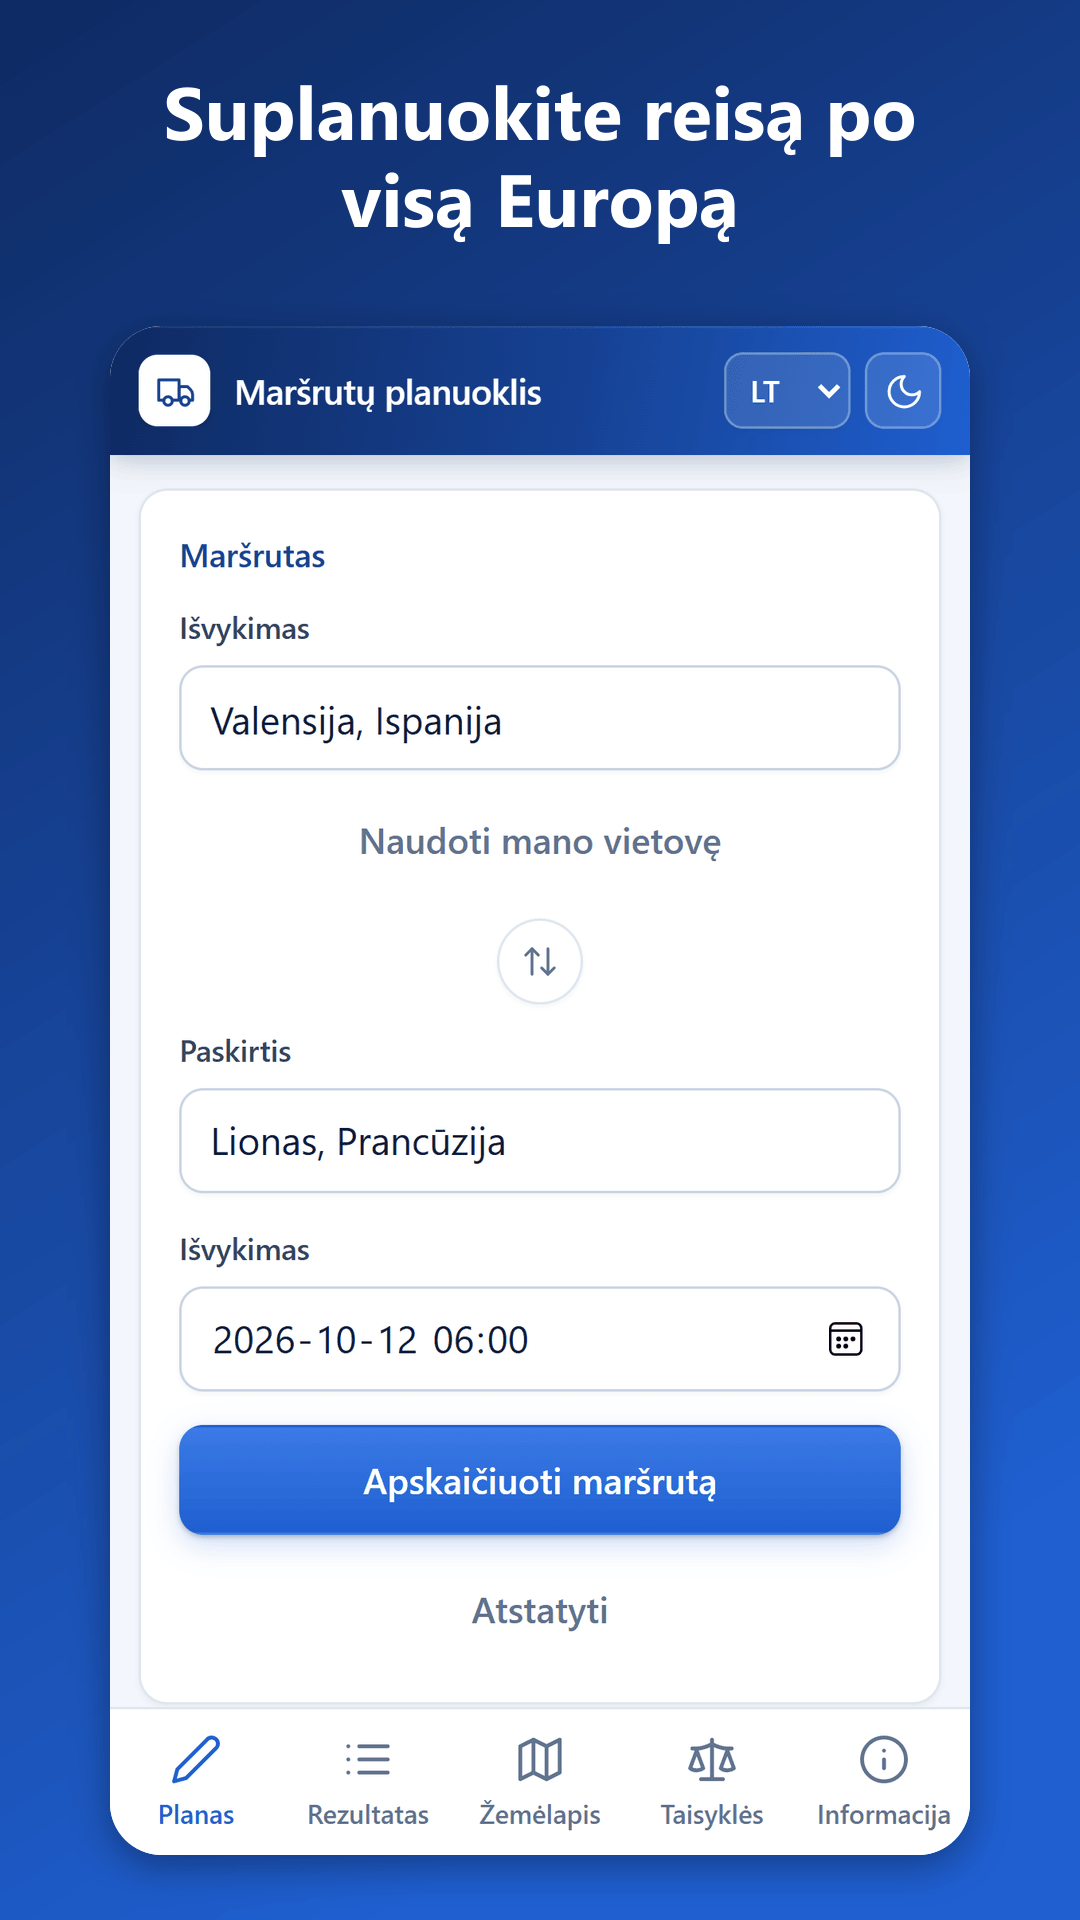 Suplanuokite reisą po
visą Europą
Maršrutų planuoklis
LT
Maršrutas
Išvykimas
Valensija, Ispanija
Naudoti mano vietovę
Paskirtis
Lionas, Prancūzija
Išvykimas
2026-10-12 06:00
Apskaičiuoti maršrutą
Atstatyti
Planas
Rezultatas
Žemėlapis
Taisyklės
Informacija